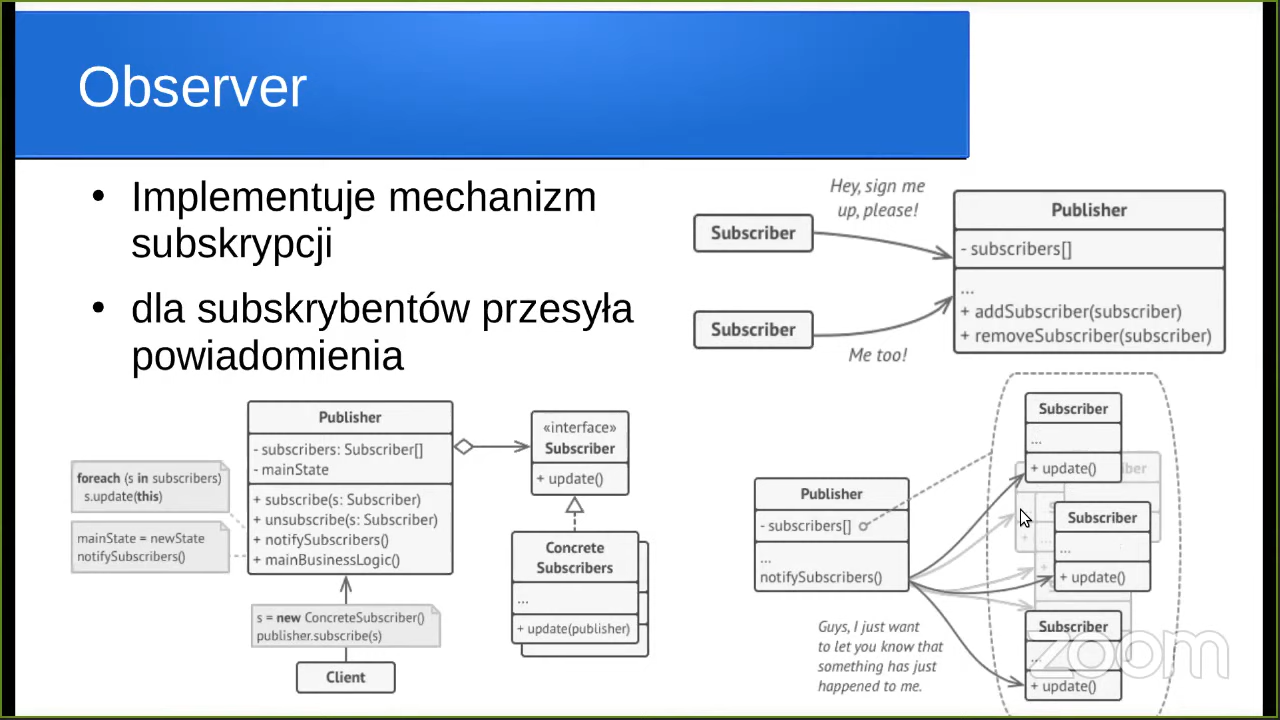 Observer
• Implementuje mechanizm
subskrypcji
• dla subskrybentów przesyła
powiadomienia
Hey, sign me
up, please!
Subscriber
Subscriber
Me too!
Publisher
- subscribers[]
...
+ addSubscriber(subscriber)
+ removeSubscriber(subscriber)
foreach (s in subscribers)
s.update(this)
mainState = newState
notifySubscribers()
Publisher
- subscribers: Subscriber[]
- mainState
+ subscribe(s: Subscriber)
+ unsubscribe(s: Subscriber)
+ notifySubscribers()
+ mainBusinessLogic()
s = new ConcreteSubscriber()
publisher.subscribe(s)
Client
«interface»
Subscriber
+ update()
Concrete
Subscribers
...
+ update(publisher)
Publisher
- subscribers[]
...
notifySubscribers()
Guys, I just want
to let you know that
something has just
happened to me.
Subscriber
...
+ update()
Subscriber
...
+ update()
Subscriber
...
+ update()
zoom